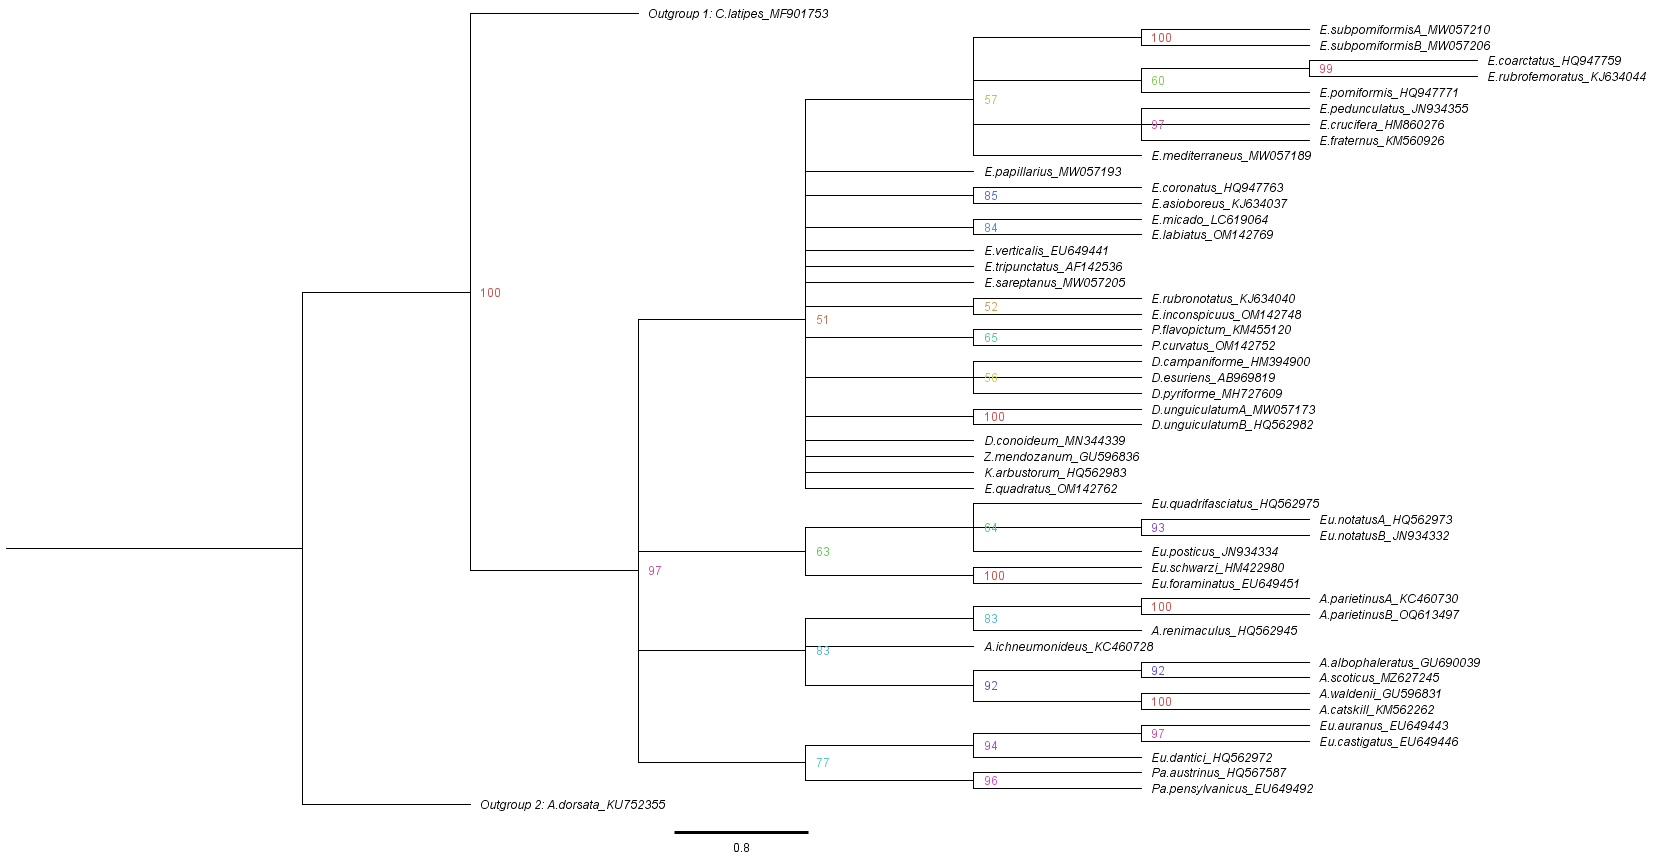 Outgroup 1: C.latipes_MF901753
E.subpomiformisA_MW057210
100
E.subpomiformisB_MW057206
E.coarctatus_HQ947759
99
E.rubrofemoratus_KJ634044
60
E.pomiformis_HQ947771
57
E.pedunculatus_JN934355
97
E.crucifera_HM860276
E.fraternus_KM560926
E.mediterraneus_MW057189
E.papillarius_MW057193
E.coronatus_HQ947763
85
E.asioboreus_KJ634037
E.micado_LC619064
84
E.labiatus_OM142769
E.verticalis_EU649441
E.tripunctatus_AF142536
E.sareptanus_MW057205
100
E.rubronotatus_KJ634040
52
E.inconspicuus_OM142748
51
P.flavopictum_KM455120
65
P.curvatus_OM142752
D.campaniforme_HM394900
56
D.esuriens_AB969819
D.pyriforme_MH727609
D.unguiculatumA_MW057173
100
D.unguiculatumB_HQ562982
D.conoideum_MN344339
Z.mendozanum_GU596836
K.arbustorum_HQ562983
E.quadratus_OM142762
Eu.quadrifasciatus_HQ562975
Eu.notatusA_HQ562973
64
93
Eu.notatusB_JN934332
63
Eu.posticus_JN934334
97
Eu.schwarzi_HM422980
100
Eu.foraminatus_EU649451
A.parietinusA_KC460730
100
A.parietinusB_OQ613497
83
A.renimaculus_HQ562945
83
A.ichneumonideus_KC460728
A.albophaleratus_GU690039
92
A.scoticus_MZ627245
92
A.waldenii_GU596831
100
A.catskill_KM562262
Eu.auranus_EU649443
97
Eu.castigatus_EU649446
94
Eu.dantici_HQ562972
77
Pa.austrinus_HQ567587
96
Pa.pensylvanicus_EU649492
Outgroup 2: A.dorsata_KU752355
0.8